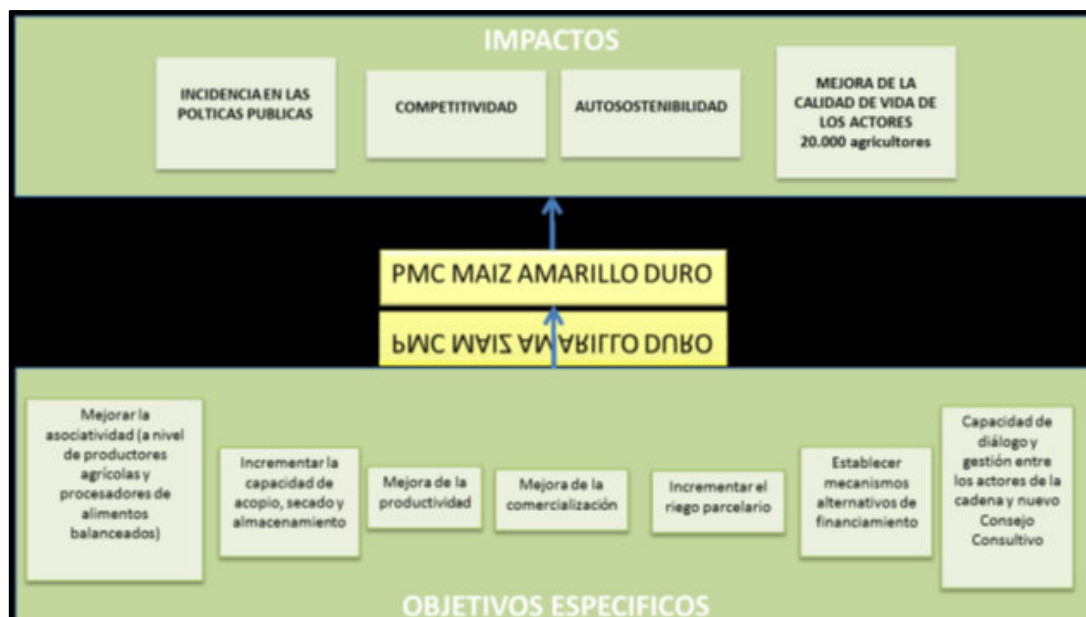 IMPACTOS
INCIDENCIA EN LAS
POLTICAS PUBLICAS
COMPETITIVIDAD
AUTOSOSTENIBILIDAD
MEJORA DE LA
CALIDAD DE VIDA DE
LOS ACTORES
20.000 agricultores
PMC MAIZ AMARILLO DURO
PMC MAIZ AMARILLO DURO
Mejorar la
asociatividad (a nivel
de productores
agrícolas y
procesadores de
alimentos
balanceados)
Incrementar la
capacidad de
acopio, secado y
almacenamiento
Mejora de la
productividad
Mejora de la
comercialización
Incrementar el
riego parcelario
Establecer
mecanismos
alternativos de
financiamiento
Capacidad de
diálogo y
gestión entre
los actores de la
cadena y nuevo
Consejo
Consultivo
OBJETIVOS ESPECIFICOS